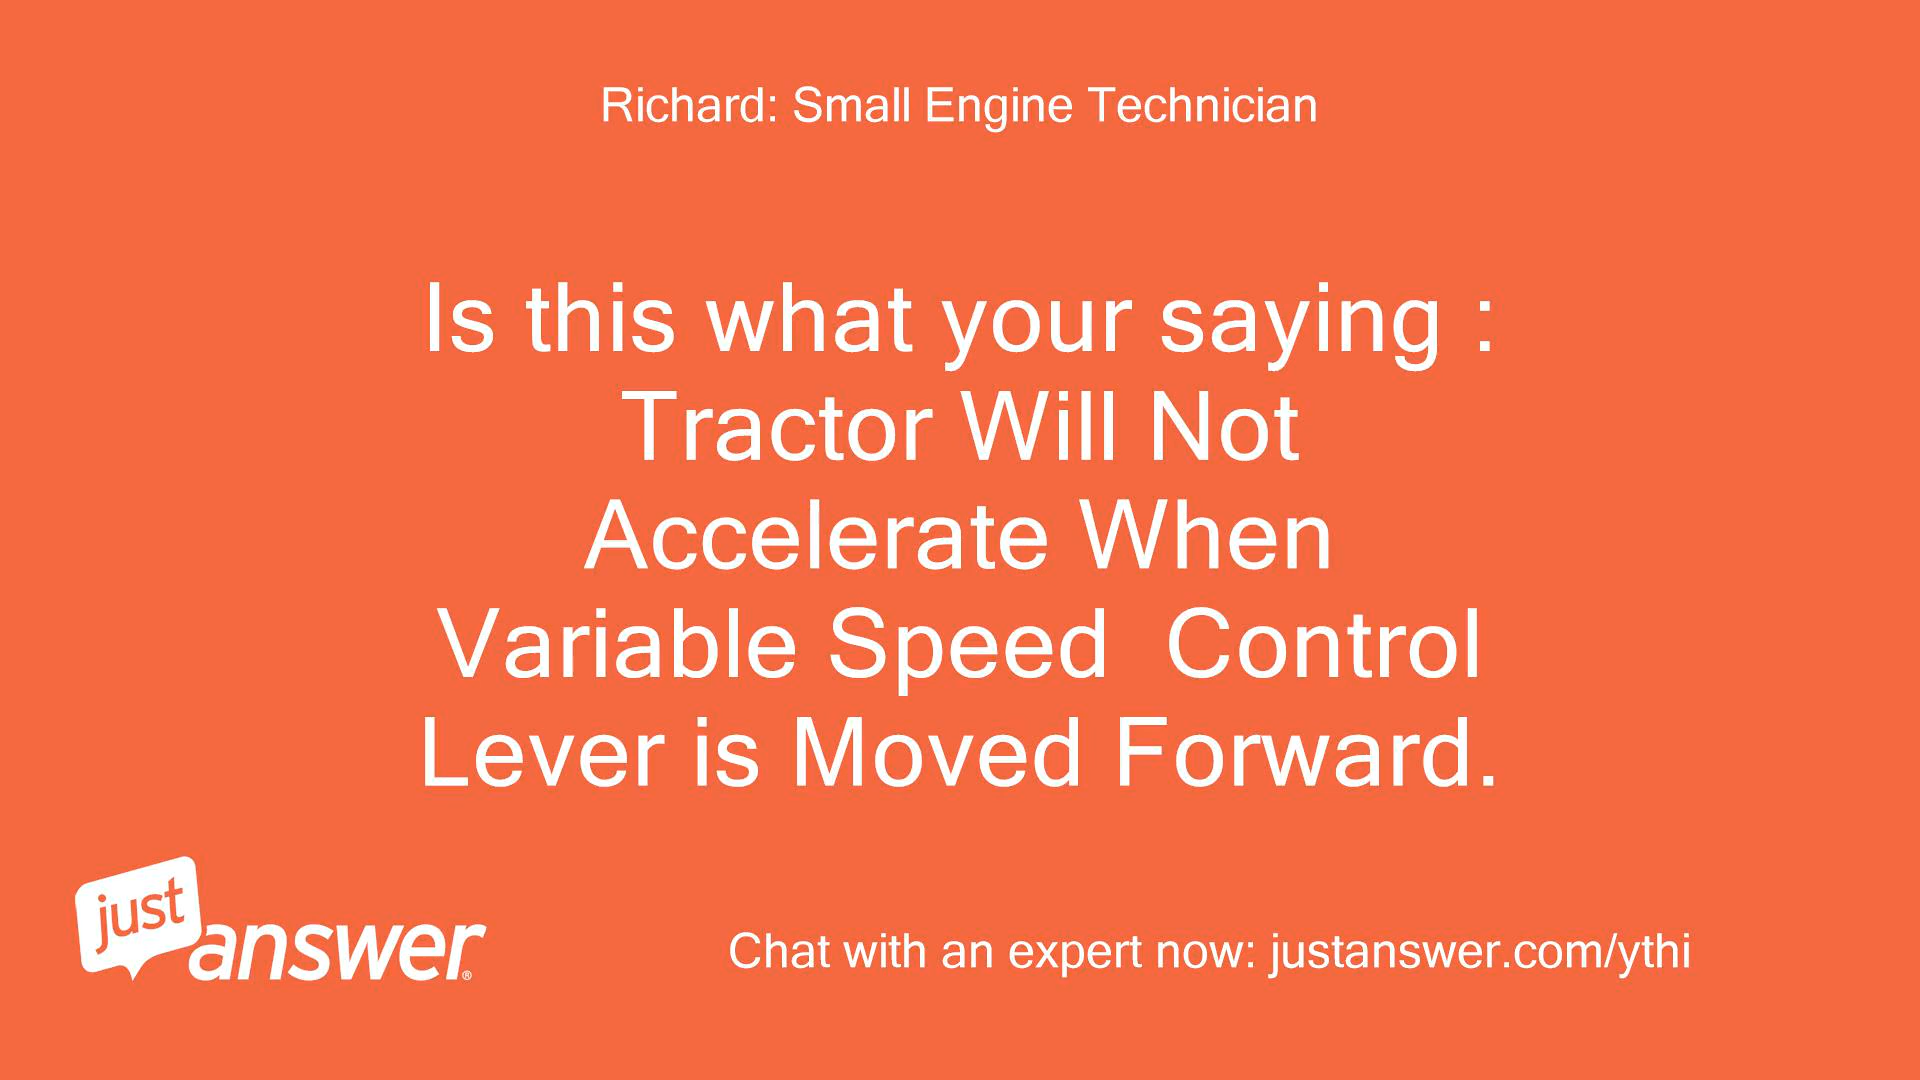 Richard: Small Engine Technician
Is this what your saying :
Tractor Will Not
Accelerate When
Variable Speed  Control
Lever is Moved Forward.
just
answer®
Chat with an expert now: justanswer.com/ythi